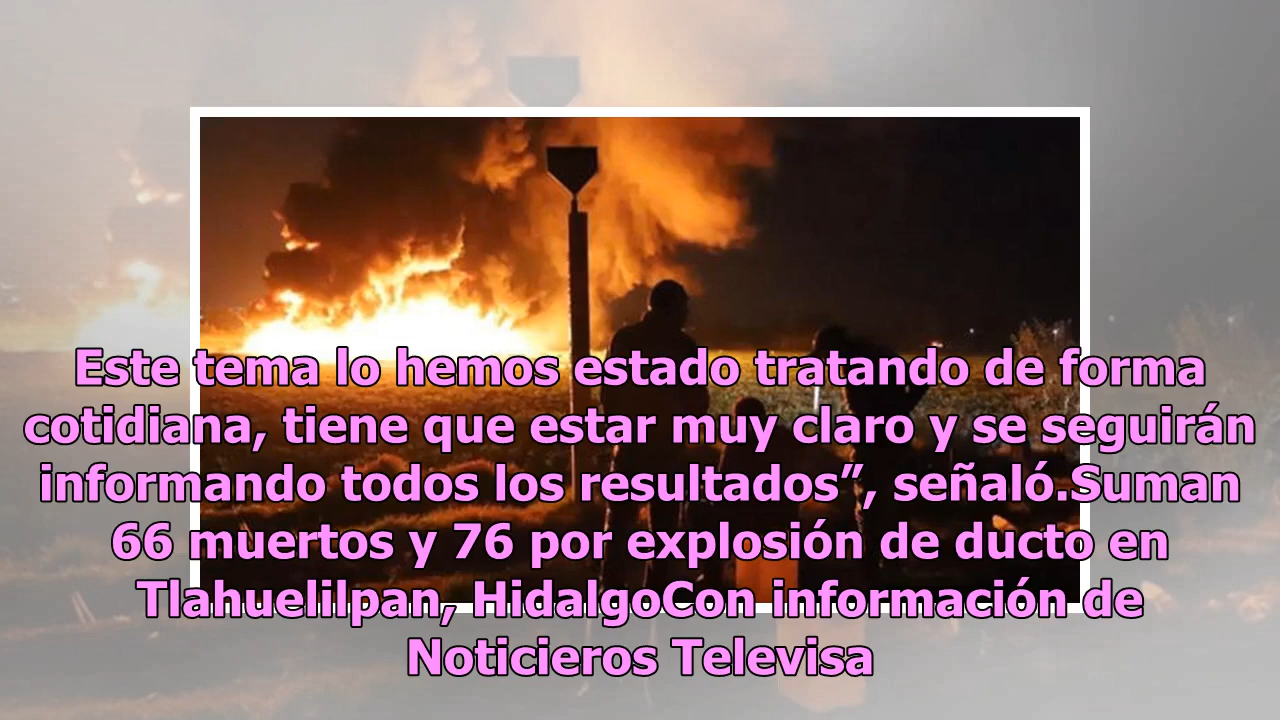 Este tema lo hemos estado tratando de forma
cotidiana, tiene que estar muy claro y se seguirán
informando todos los resultados”, señaló.Suman
66 muertos y 76 por explosión de ducto en
Tlahuelilpan, HidalgoCon información de
Noticieros Televisa